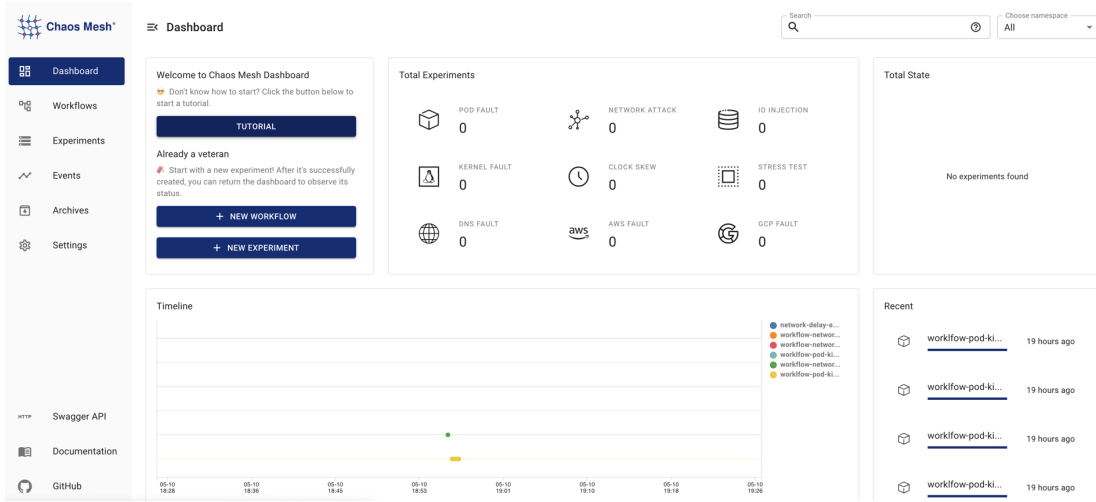 Chaos Mesh®
Dashboard
Search
Choose namespace
All
Dashboard
Workflows
Experiments
Events
Archives
Settings
HTTP Swagger API
Documentation
GitHub
Welcome to Chaos Mesh Dashboard
Don't know how to start? Click the button below to
start a tutorial.
TUTORIAL
Already a veteran
Start with a new experiment! After it's successfully
created, you can return the dashboard to observe its
status.
+ NEW WORKFLOW
+ NEW EXPERIMENT
Total Experiments
POD FAULT
0
NETWORK ATTACK
0
IO INJECTION
0
KERNEL FAULT
0
CLOCK SKEW
0
STRESS TEST
0
DNS FAULT
0
aws
AWS FAULT
0
GCP FAULT
0
Total State
No experiments found
Timeline
network-delay-e...
workflow-networ...
workflow-networ...
worklfow-pod-ki...
workflow-networ...
worklfow-pod-ki...
05-10
18:28
05-10
18:36
05-10
18:45
05-10
18:53
05-10
19:01
05-10
19:10
05-10
19:18
05-10
19:26
Recent
worklfow-pod-ki... 19 hours ago
worklfow-pod-ki... 19 hours ago
worklfow-pod-ki... 19 hours ago
worklfow-pod-ki... 19 hours ago